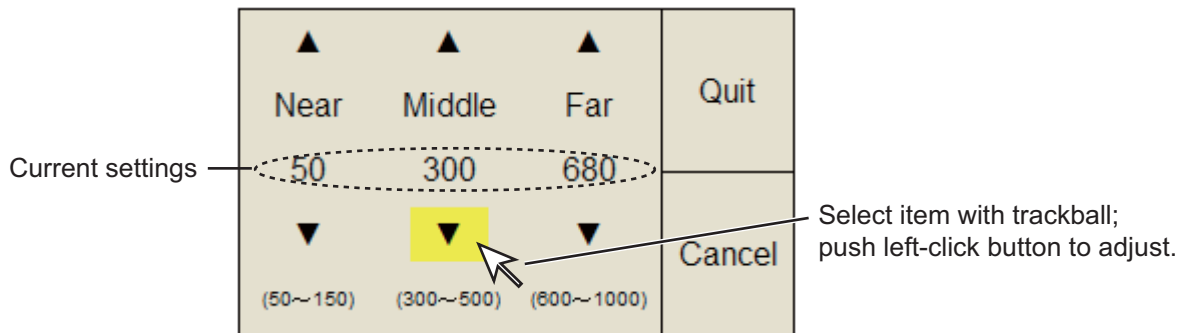 ▲ ▲ ▲
Near Middle Far
Quit
Current settings
50 300 680
▼ ▼ ▼
Select item with trackball;
push left-click button to adjust.
Cancel
(50～150) (300～500) (600～1000)